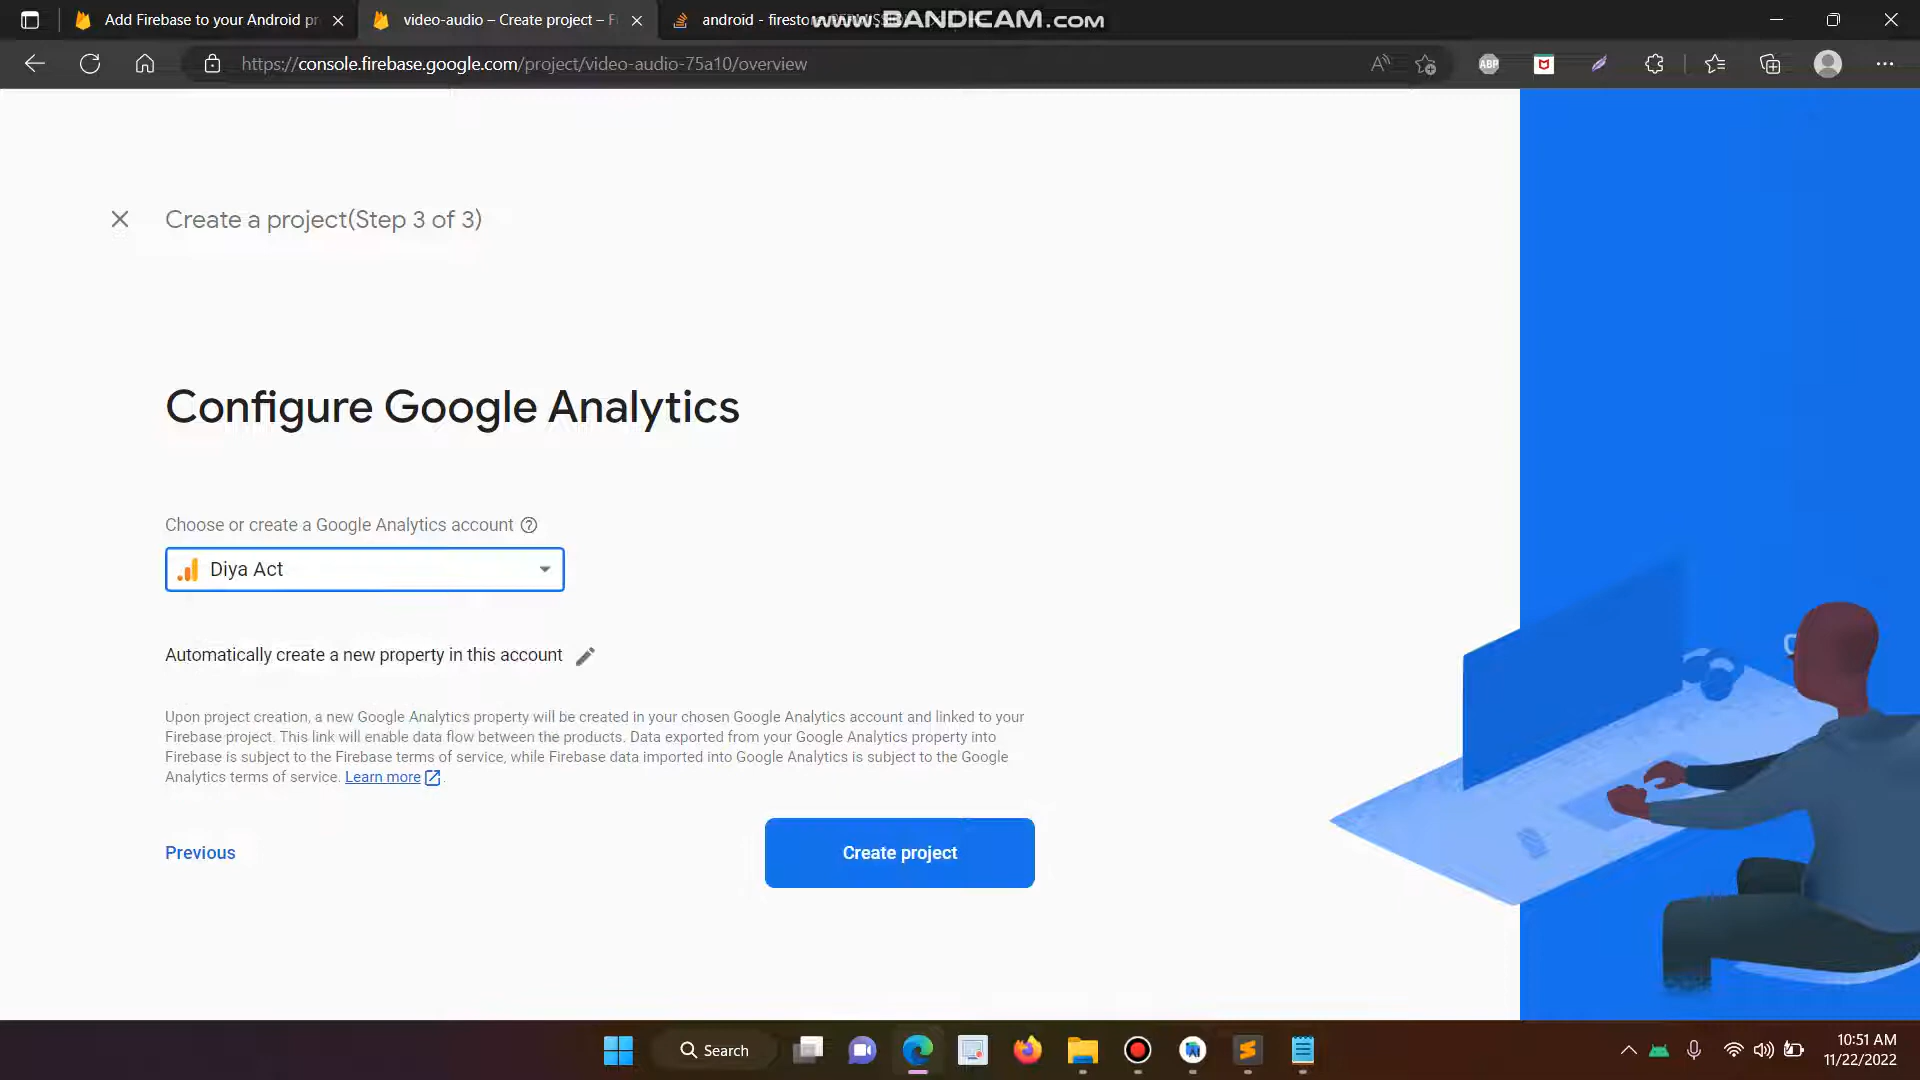 Add Firebase to your Android pr
video-audio – Create project – F
android - firestor
www.BANDICAM.com
https://console.firebase.google.com/project/video-audio-75a10/overview
ABP
Create a project(Step 3 of 3)
Configure Google Analytics
Choose or create a Google Analytics account
Diya Act
Automatically create a new property in this account
Upon project creation, a new Google Analytics property will be created in your chosen Google Analytics account and linked to your
Firebase project. This link will enable data flow between the products. Data exported from your Google Analytics property into
Firebase is subject to the Firebase terms of service, while Firebase data imported into Google Analytics is subject to the Google
Analytics terms of service. Learn more
Previous
Create project
Search
10:51 AM
11/22/2022